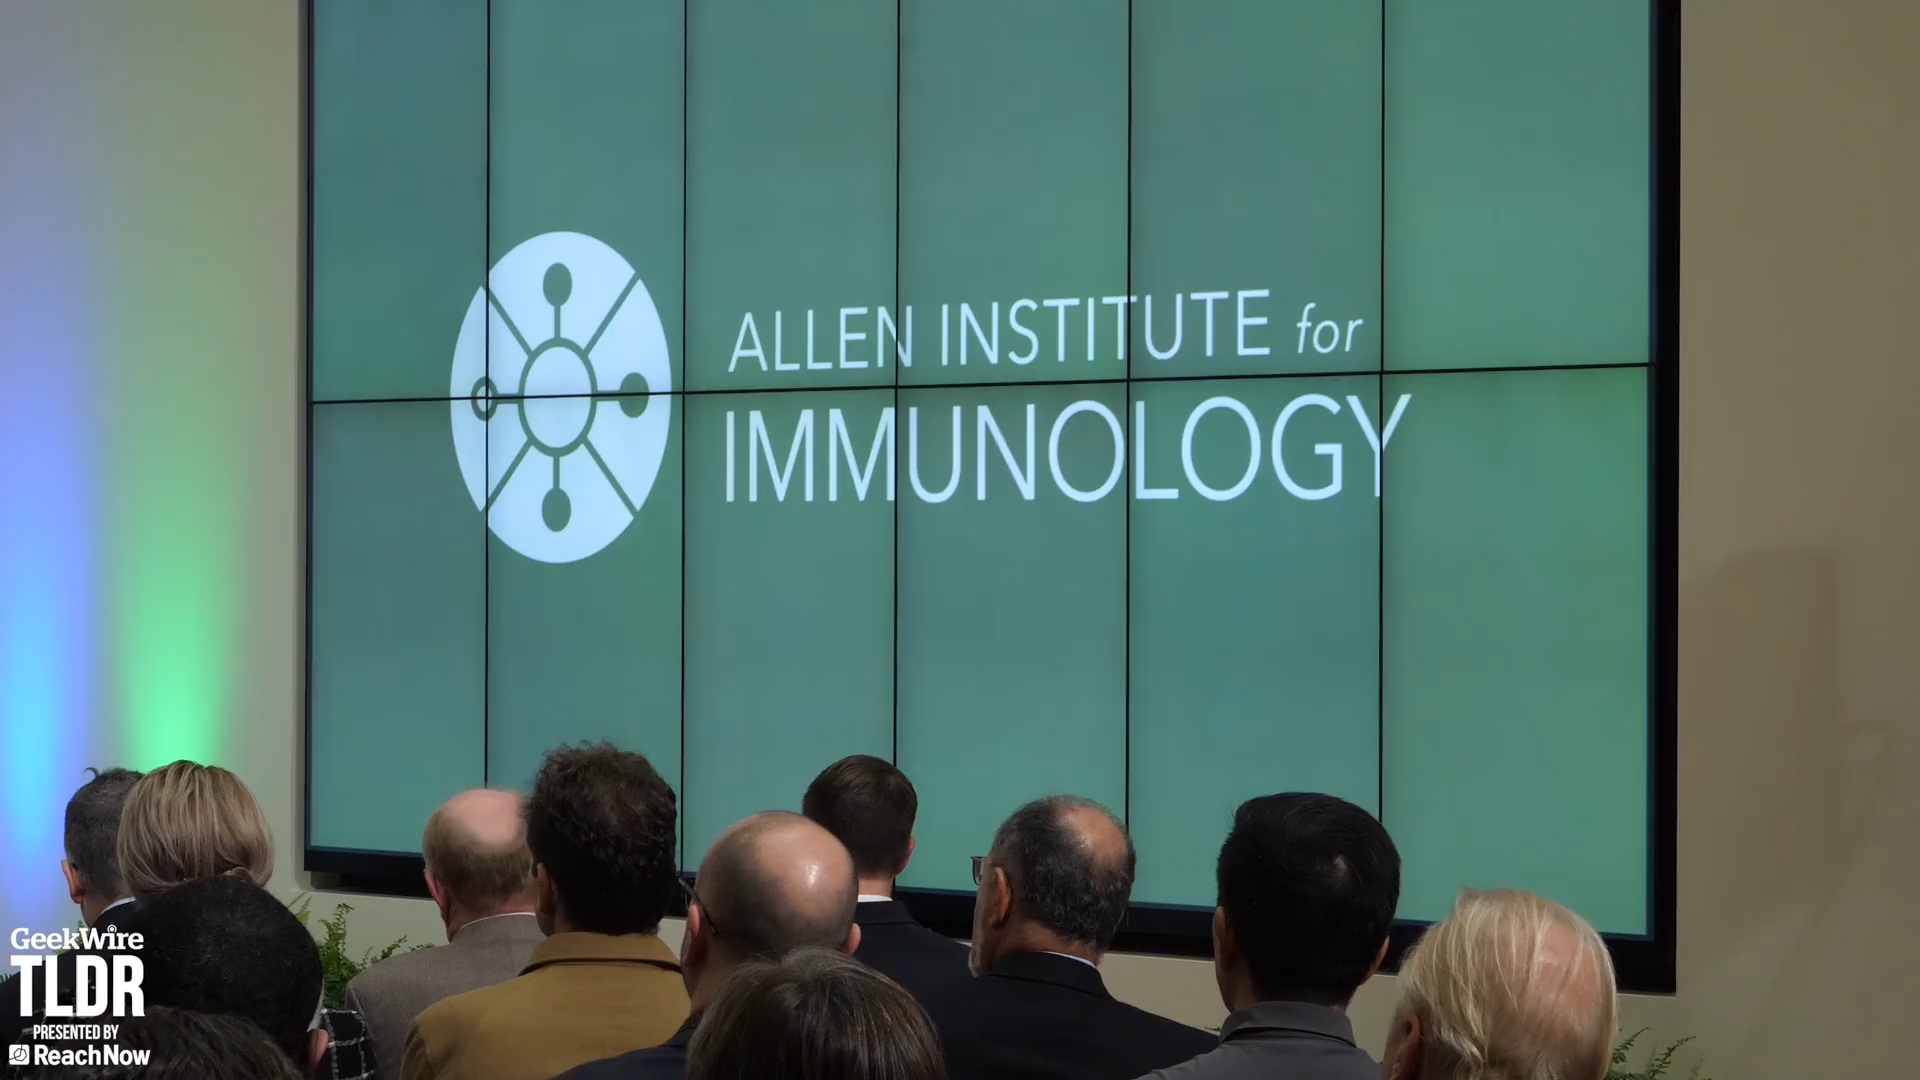 ALLEN INSTITUTE for
IMMUNOLOGY
GeekWire
TLDR
PRESENTED BY
ReachNow